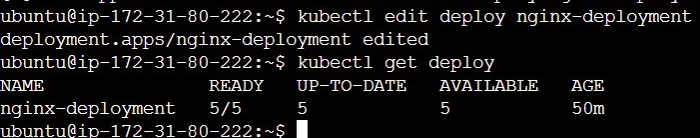 ubuntu@ip-172-31-80-222:~$ kubectl edit deploy nginx-deployment
deployment.apps/nginx-deployment edited
ubuntu@ip-172-31-80-222:~$ kubectl get deploy
NAME               READY   UP-TO-DATE   AVAILABLE   AGE
nginx-deployment   5/5     5            5           50m
ubuntu@ip-172-31-80-222:~$